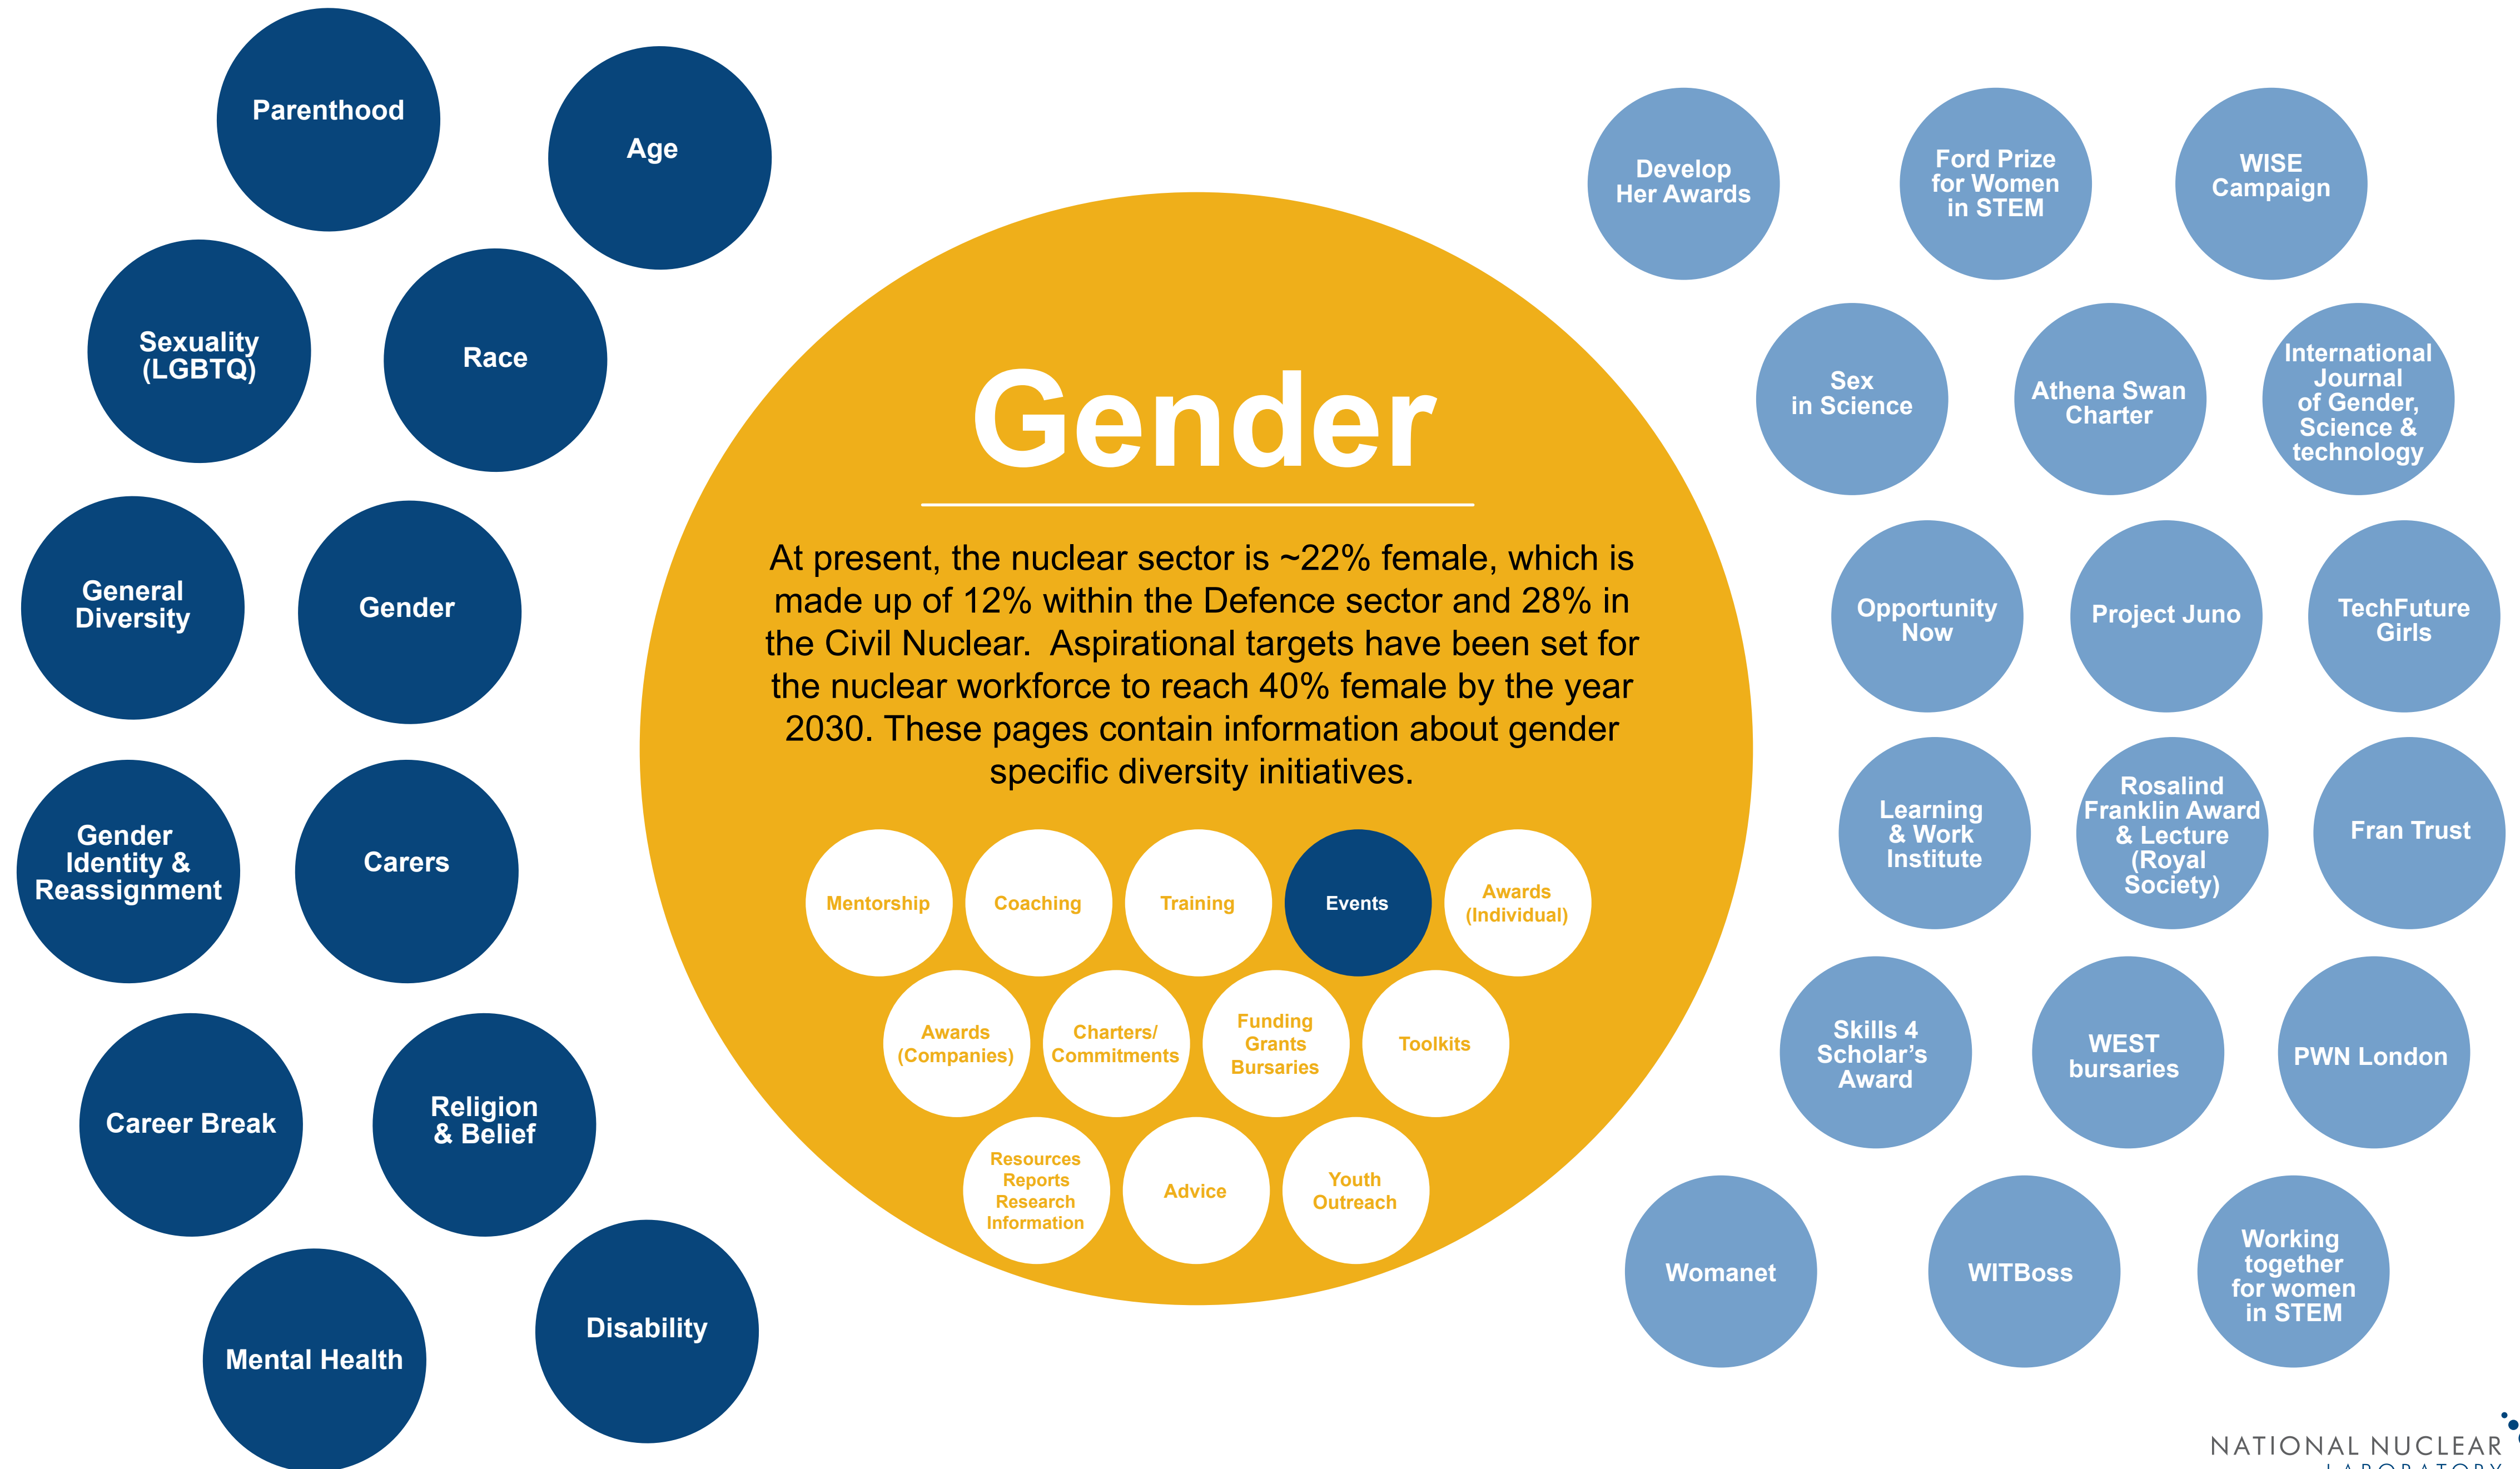 Parenthood
Age
Sexuality
(LGBTQ)
Race
General
Diversity
Gender
Gender
Identity &
Reassignment
Carers
Career Break
Religion
& Belief
Mental Health
Disability
Gender
At present, the nuclear sector is ~22% female, which is
made up of 12% within the Defence sector and 28% in
the Civil Nuclear.  Aspirational targets have been set for
the nuclear workforce to reach 40% female by the year
2030. These pages contain information about gender
specific diversity initiatives.
Mentorship
Coaching
Training
Events
Awards
(Individual)
Awards
(Companies)
Charters/
Commitments
Funding
Grants
Bursaries
Toolkits
Resources
Reports
Research
Information
Advice
Youth
Outreach
Develop
Her Awards
Ford Prize
for Women
in STEM
WISE
Campaign
Sex
in Science
Athena Swan
Charter
International
Journal
of Gender,
Science &
technology
Opportunity
Now
Project Juno
TechFuture
Girls
Learning
& Work
Institute
Rosalind
Franklin Award
& Lecture
(Royal
Society)
Fran Trust
Skills 4
Scholar’s
Award
WEST
bursaries
PWN London
Womanet
WITBoss
Working
together
for women
in STEM
NATIONAL NUCLEAR
LABORATORY